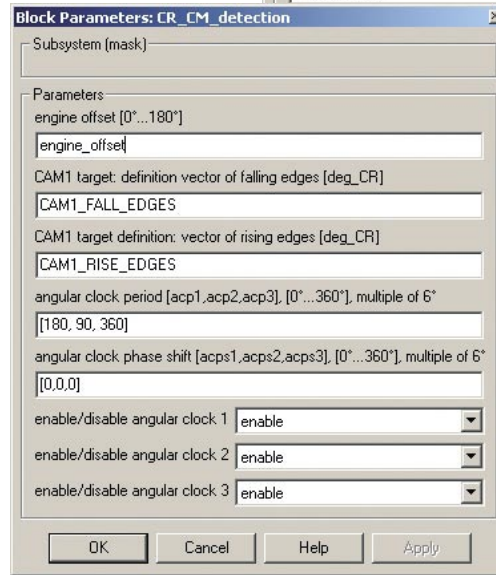 Block Parameters: CR_CM_detection
Subsystem (mask)
Parameters
engine offset [0°...180°]
engine_offset
CAM1 target: definition vector of falling edges [deg_CR]
CAM1_FALL_EDGES
CAM1 target definition: vector of rising edges [deg_CR]
CAM1_RISE_EDGES
angular clock period [acp1,acp2,acp3], [0°...360°], multiple of 6°
[180, 90, 360]
angular clock phase shift [acps1,acps2,acps3], [0°...360°], multiple of 6°
[0,0,0]
enable/disable angular clock 1 enable
enable/disable angular clock 2 enable
enable/disable angular clock 3 enable
OK Cancel Help Apply